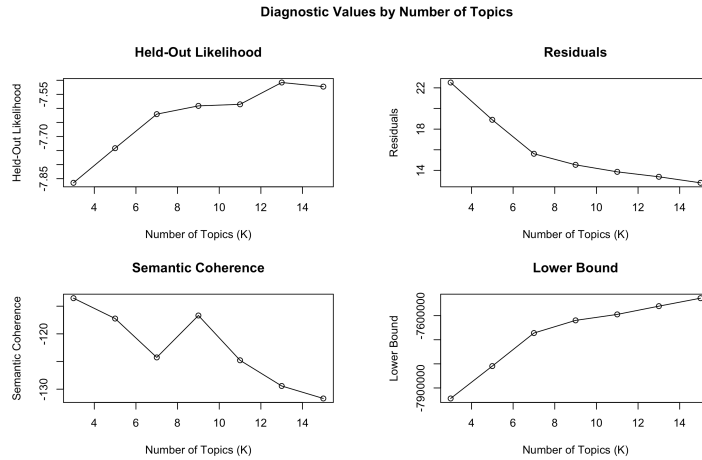 Diagnostic Values by Number of Topics
Held-Out Likelihood
Held-Out Likelihood
-7.55
-7.70
-7.85
4 6 8 10 12 14
Number of Topics (K)
Residuals
Residuals
22
18
14
4 6 8 10 12 14
Number of Topics (K)
Semantic Coherence
Semantic Coherence
-120
-130
4 6 8 10 12 14
Number of Topics (K)
Lower Bound
Lower Bound
-7600000
-7900000
4 6 8 10 12 14
Number of Topics (K)